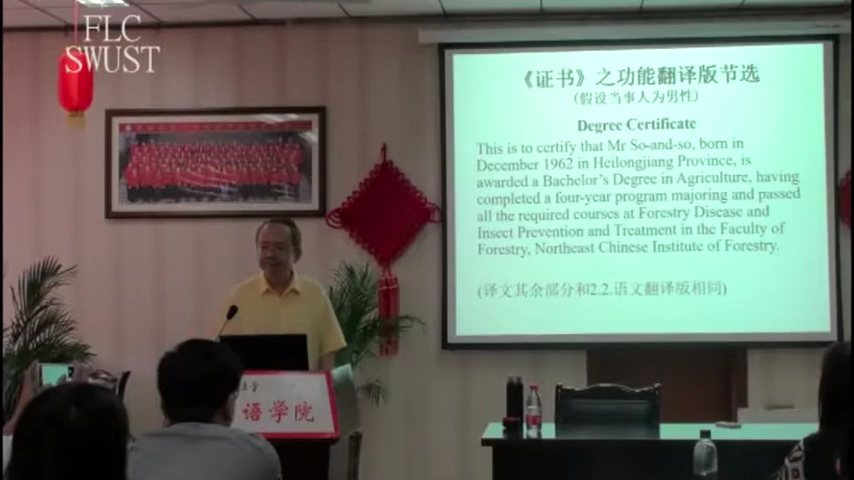 FLC
SWUST
《证书》之功能翻译版节选
(假设当事人为男性)
Degree Certificate
This is to certify that Mr So-and-so, born in
December 1962 in Heilongjiang Province, is
awarded a Bachelor's Degree in Agriculture, having
completed a four-year program majoring and passed
all the required courses at Forestry Disease and
Insect Prevention and Treatment in the Faculty of
Forestry, Northeast Chinese Institute of Forestry.
(译文其余部分和2.2.语文翻译版相同)
语学院